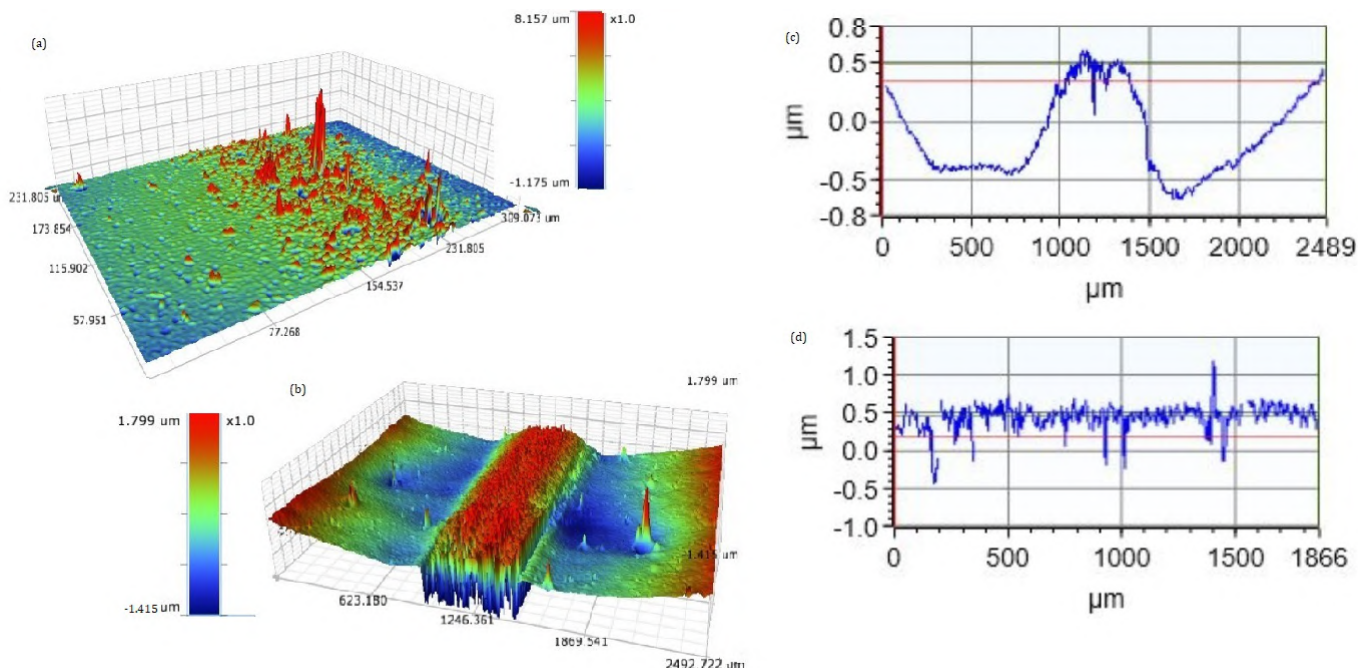 (a)
8.157 um
x1.0
-1.175 um
231.805 um
173.854
115.902
57.951
77.268
154.537
231.805
309.073 um
(b)
1.799 um
x1.0
-1.415 um
1.799 um
-1.415 um
623.180
1246.361
1869.541
2492.722 um
(c)
0.8
0.5
0.0
-0.5
-0.8
µm
0 500 1000 1500 2000 2489
µm
(d)
1.5
1.0
0.5
0.0
-0.5
-1.0
µm
0 500 1000 1500 1866
µm